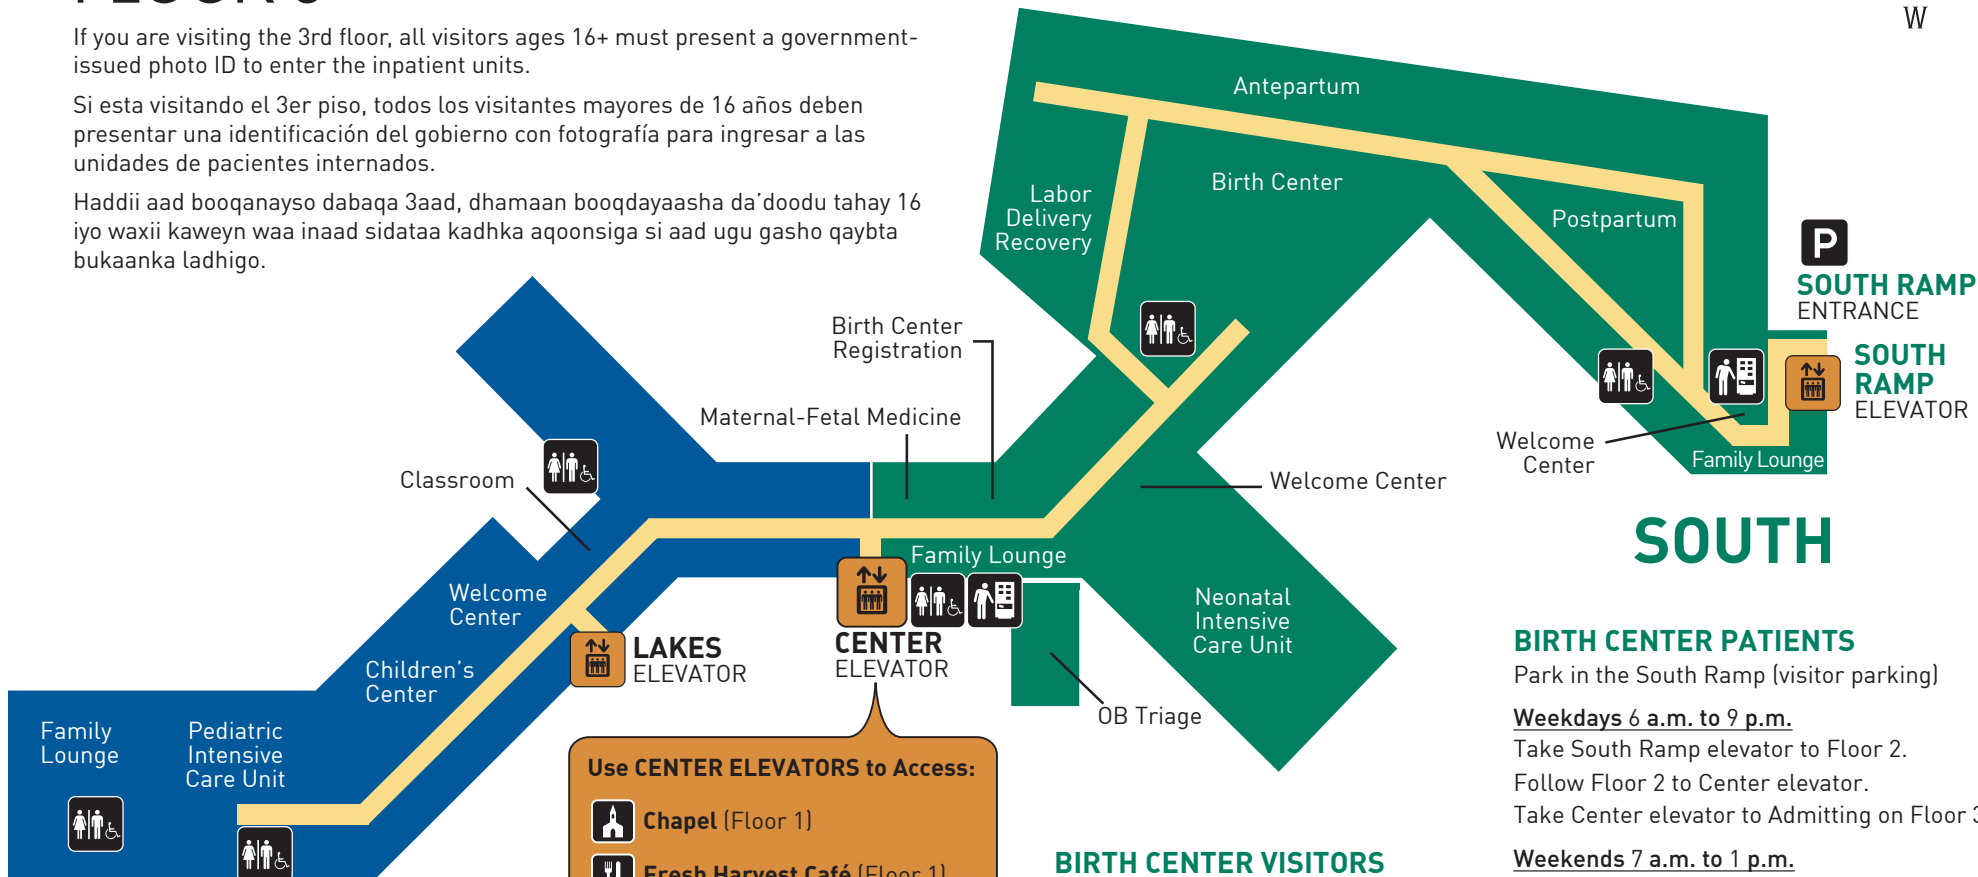 FLOOR 3
If you are visiting the 3rd floor, all visitors ages 16+ must present a government-
issued photo ID to enter the inpatient units.
Si esta visitando el 3er piso, todos los visitantes mayores de 16 años deben
presentar una identificación del gobierno con fotografía para ingresar a las
unidades de pacientes internados.
Haddii aad booqanayso dabaqa 3aad, dhamaan booqdayaasha da'doodu tahay 16
iyo waxii kaweyn waa inaad sidataa kadhka aqoonsiga si aad ugu gasho qaybta
bukaanka ladhigo.
W
Antepartum
Birth Center
Labor
Delivery
Recovery
Postpartum
P
SOUTH RAMP
ENTRANCE
SOUTH
RAMP
ELEVATOR
Birth Center
Registration
Maternal-Fetal Medicine
Classroom
Welcome
Center
Family Lounge
Welcome Center
SOUTH
Family Lounge
Welcome
Center
Neonatal
Intensive
Care Unit
LAKES
ELEVATOR
CENTER
ELEVATOR
Children's
Center
OB Triage
Family
Lounge
Pediatric
Intensive
Care Unit
Use CENTER ELEVATORS to Access:
Chapel (Floor 1)
Fresh Harvest Café (Floor 1)
BIRTH CENTER VISITORS
BIRTH CENTER PATIENTS
Park in the South Ramp (visitor parking)
Weekdays 6 a.m. to 9 p.m.
Take South Ramp elevator to Floor 2.
Follow Floor 2 to Center elevator.
Take Center elevator to Admitting on Floor 3
Weekends 7 a.m. to 1 p.m.